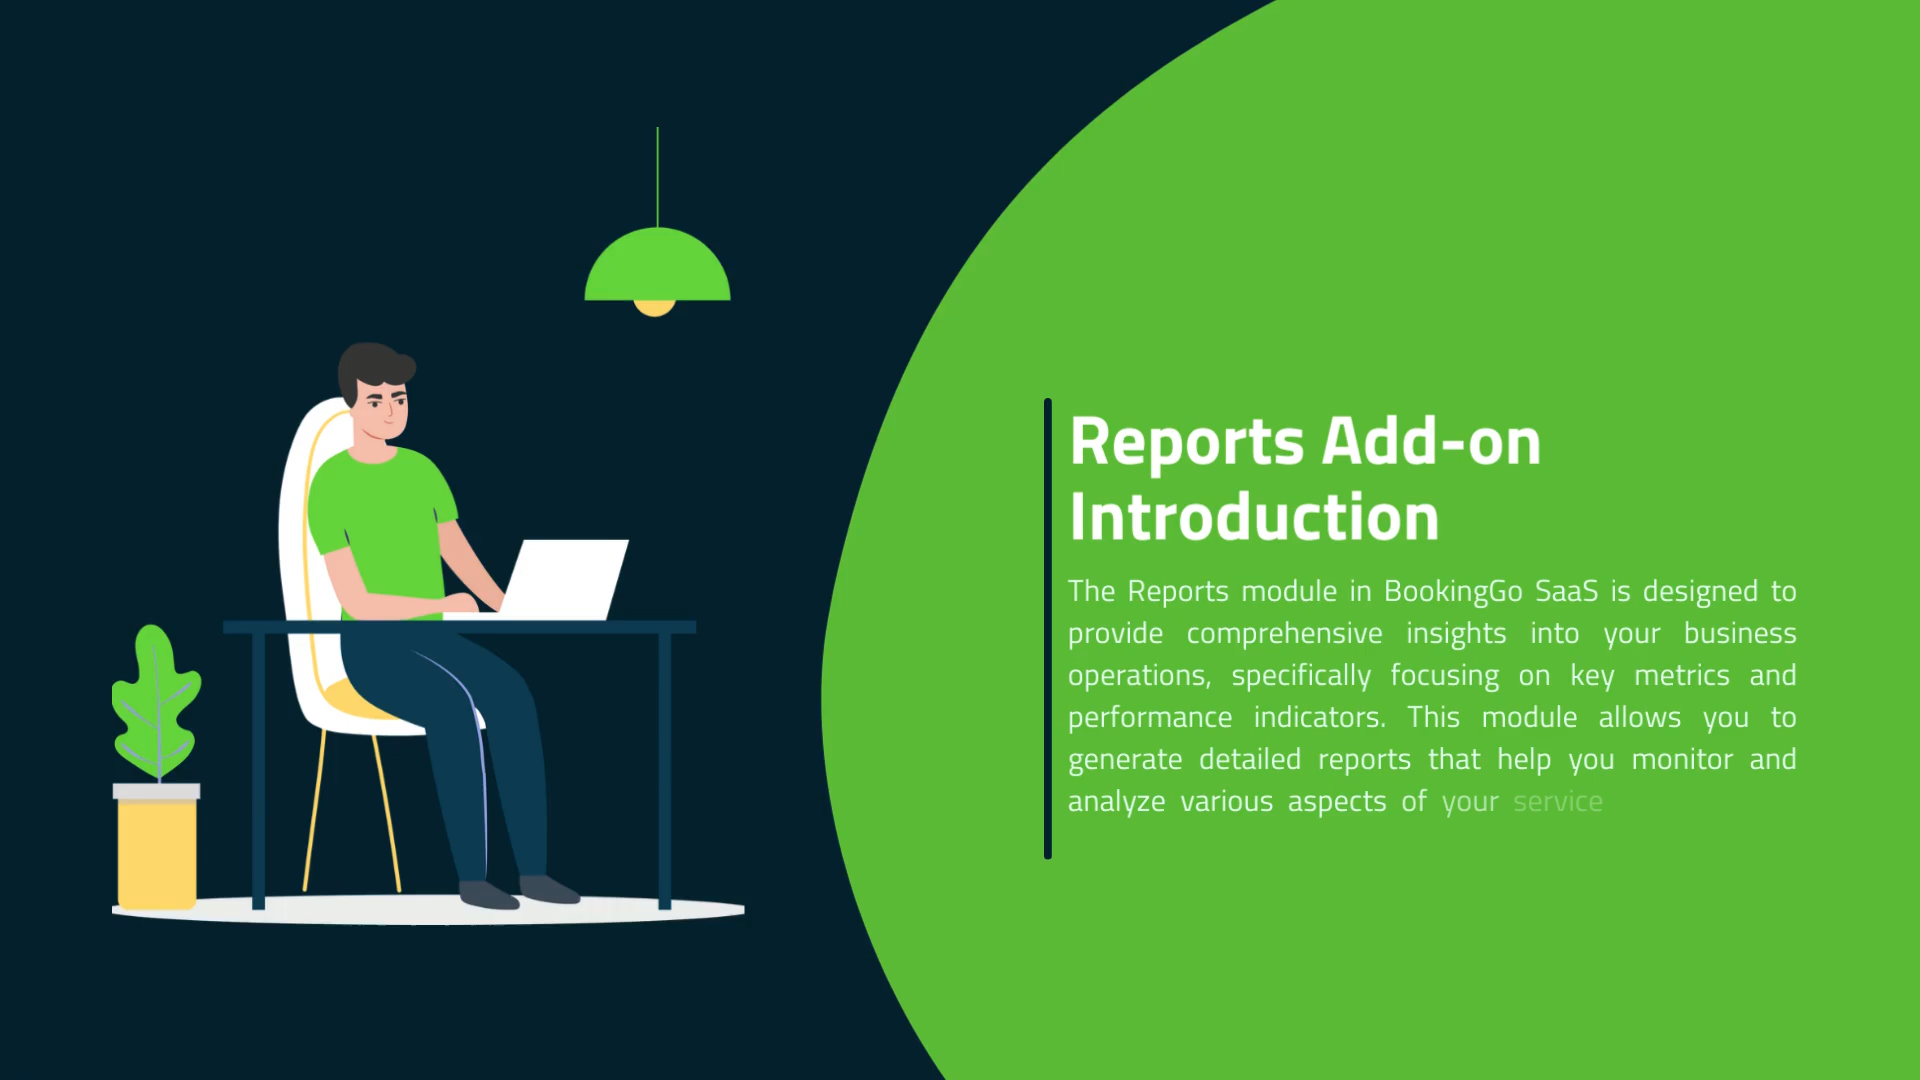 Reports Add-on
Introduction
The Reports module in BookingGo SaaS is designed to
provide comprehensive insights into your business
operations, specifically focusing on key metrics and
performance indicators. This module allows you to
generate detailed reports that help you monitor and
analyze various aspects of your service